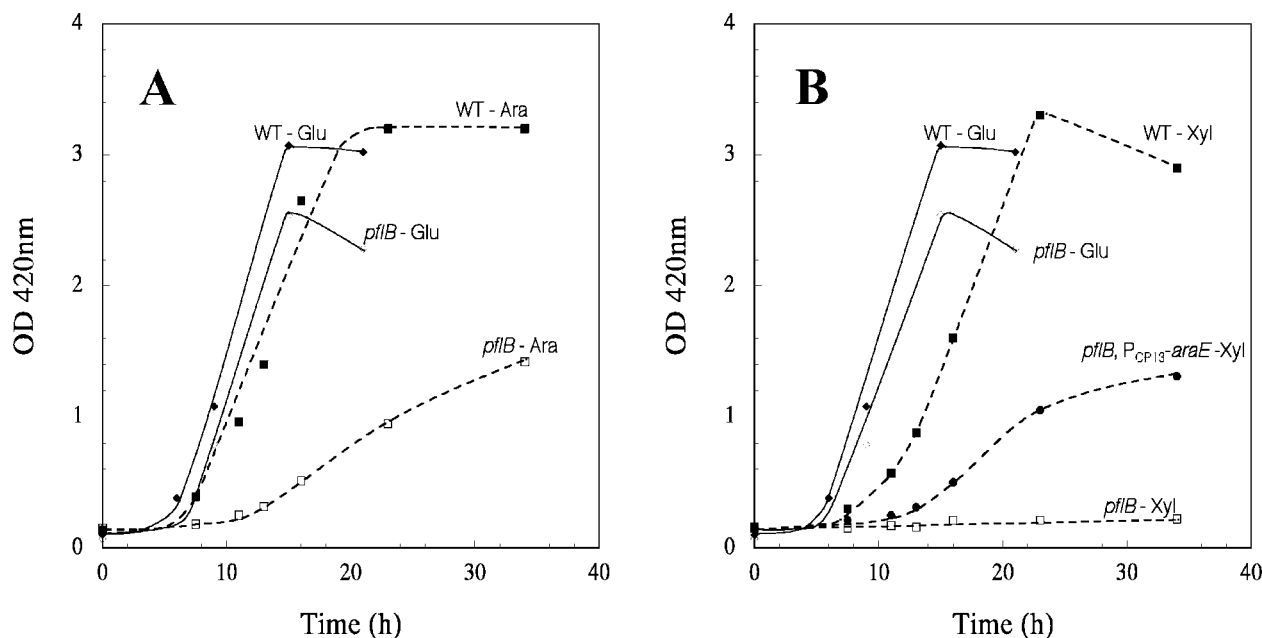 4
3
2
1
0
OD 420nm
A
WT - Glu
WT - Ara
pflB - Glu
pflB - Ara
0
10
20
30
40
Time (h)
4
3
2
1
0
OD 420nm
B
WT - Glu
WT - Xyl
pflB - Glu
pflB, PCP13-araE -Xyl
pflB - Xyl
0
10
20
30
40
Time (h)